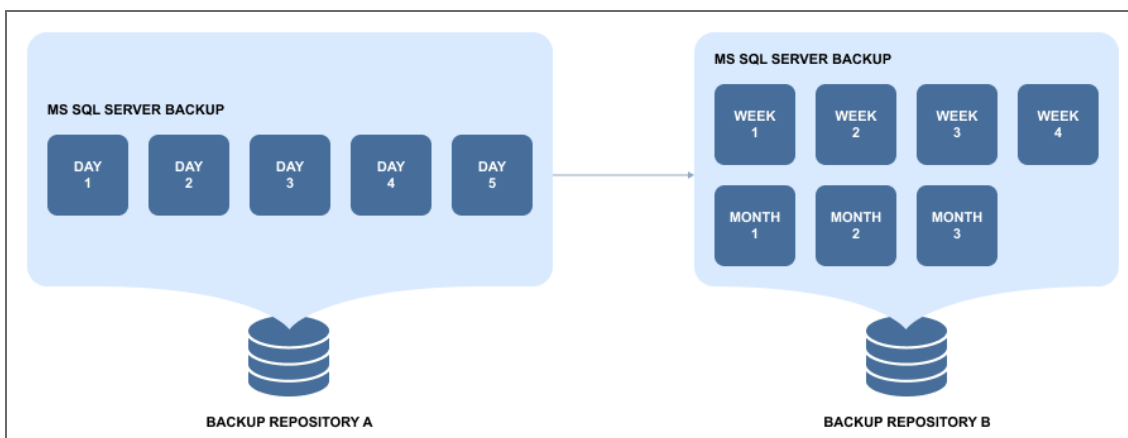 MS SQL SERVER BACKUP
DAY
1
DAY
2
DAY
3
DAY
4
DAY
5
BACKUP REPOSITORY A
MS SQL SERVER BACKUP
WEEK
1
WEEK
2
WEEK
3
WEEK
4
MONTH
1
MONTH
2
MONTH
3
BACKUP REPOSITORY B